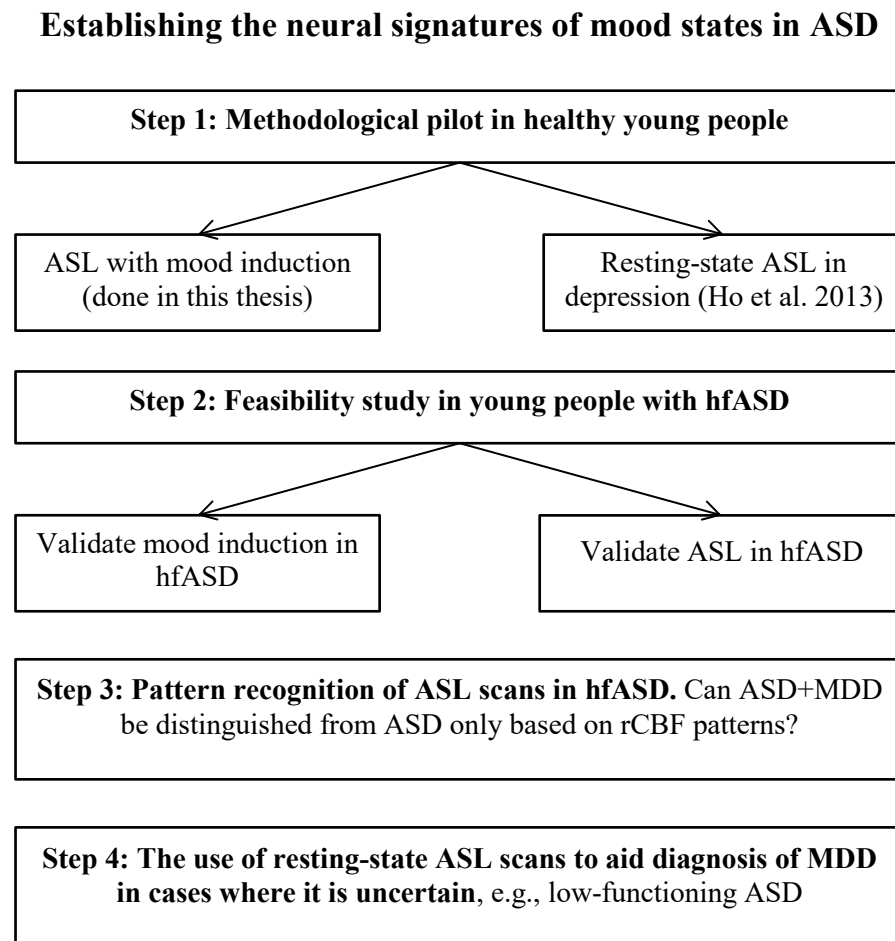 Establishing the neural signatures of mood states in ASD
Step 1: Methodological pilot in healthy young people
ASL with mood induction
(done in this thesis)
Resting-state ASL in
depression (Ho et al. 2013)
Step 2: Feasibility study in young people with hfASD
Validate mood induction in
hfASD
Validate ASL in hfASD
Step 3: Pattern recognition of ASL scans in hfASD. Can ASD+MDD
be distinguished from ASD only based on rCBF patterns?
Step 4: The use of resting-state ASL scans to aid diagnosis of MDD
in cases where it is uncertain, e.g., low-functioning ASD